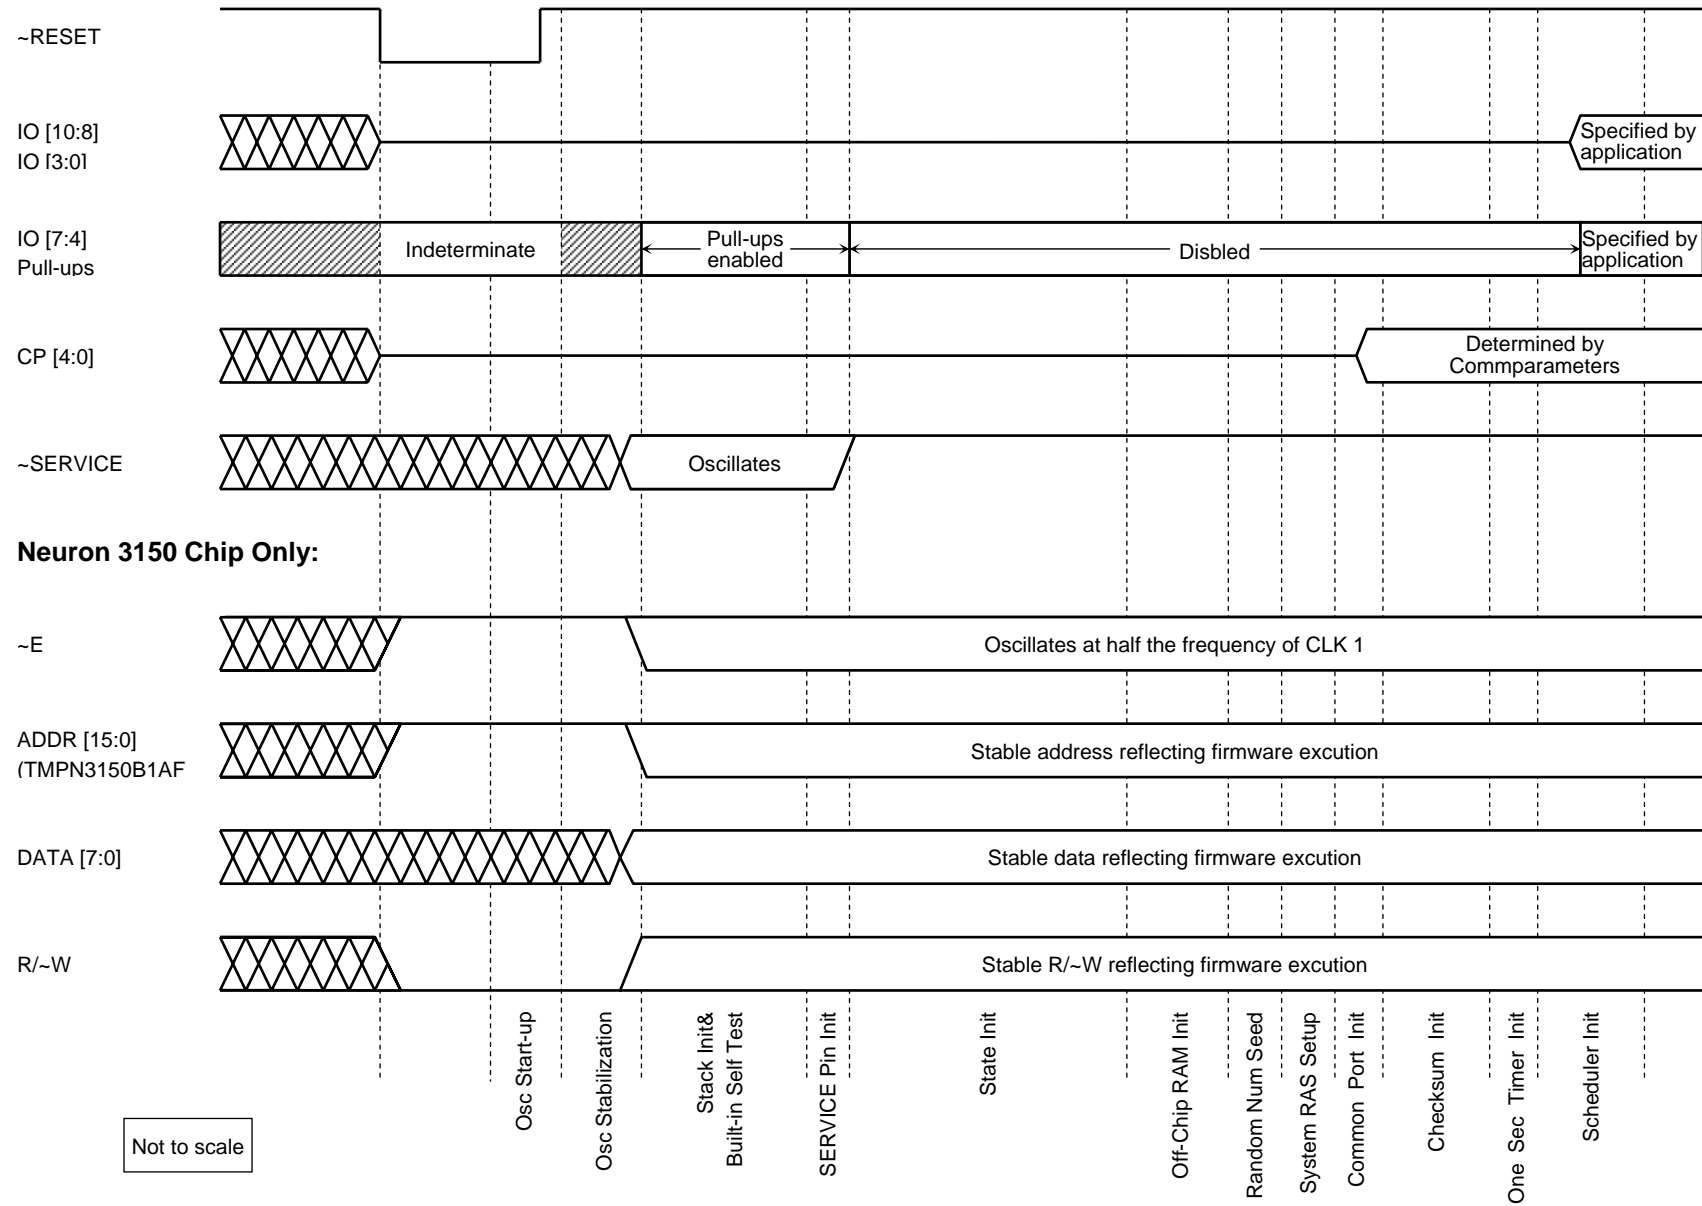 ~RESET
IO [10:8]
IO [3:0]
Specified by
application
IO [7:4]
Pull-ups
Indeterminate
Pull-ups
enabled
Disbled
Specified by
application
CP [4:0]
Determined by
Commparameters
~SERVICE
Oscillates
Neuron 3150 Chip Only:
~E
Oscillates at half the frequency of CLK 1
ADDR [15:0]
(TMPN3150B1AF
Stable address reflecting firmware excution
DATA [7:0]
Stable data reflecting firmware excution
R/~W
Stable R/~W reflecting firmware excution
Osc Start-up
Osc Stabilization
Stack Init&
Built-in Self Test
SERVICE Pin Init
State Init
Off-Chip RAM Init
Random Num Seed
System RAS Setup
Common Port Init
Checksum Init
One Sec Timer Init
Scheduler Init
Not to scale